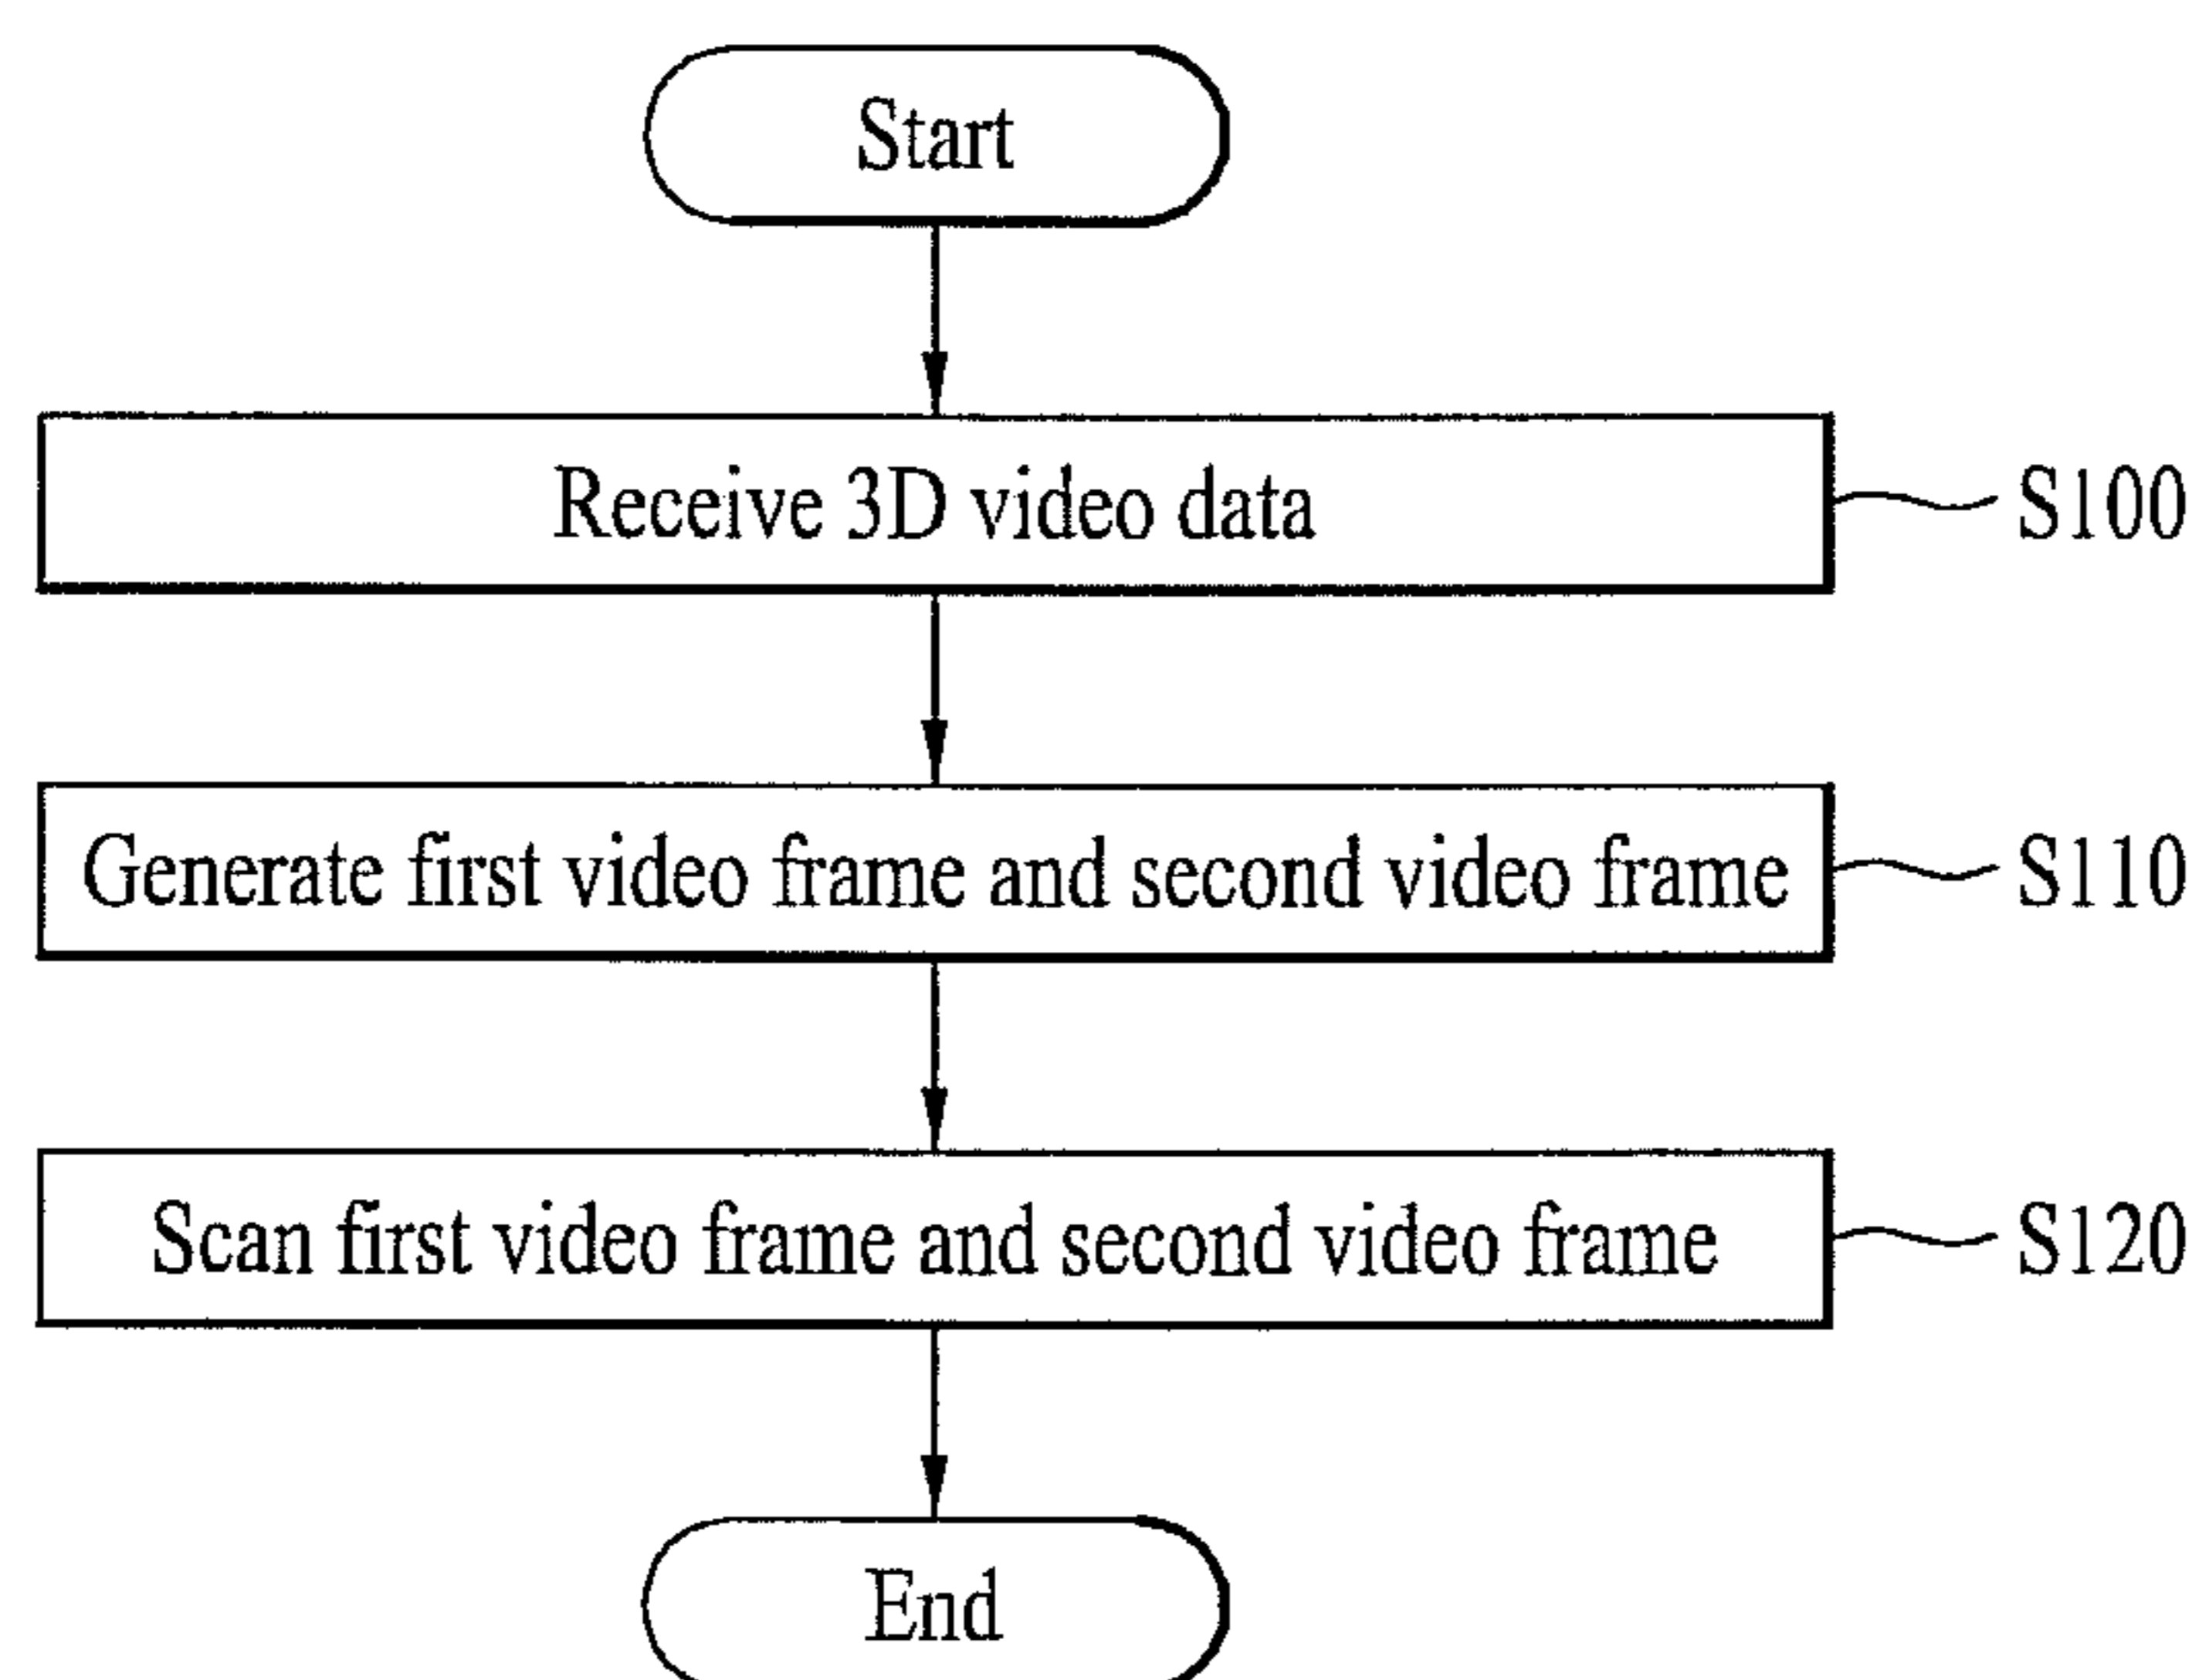 Start
Receive 3D video data
S100
Generate first video frame and second video frame
S110
Scan first video frame and second video frame
S120
End